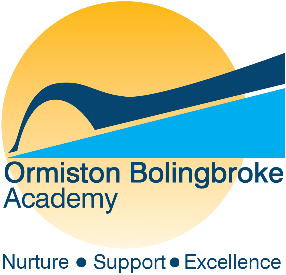 Ormiston Bolingbroke
Academy
Nurture • Support • Excellence